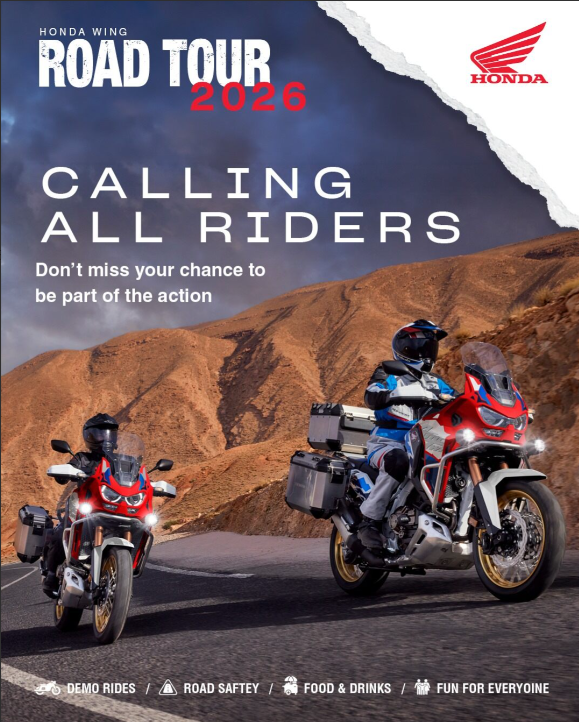 HONDA WING
ROAD TOUR
2026
HONDA
CALLING
ALL RIDERS
Don't miss your chance to
be part of the action
DEMO RIDES / ROAD SAFTEY / FOOD & DRINKS / FUN FOR EVERYOINE